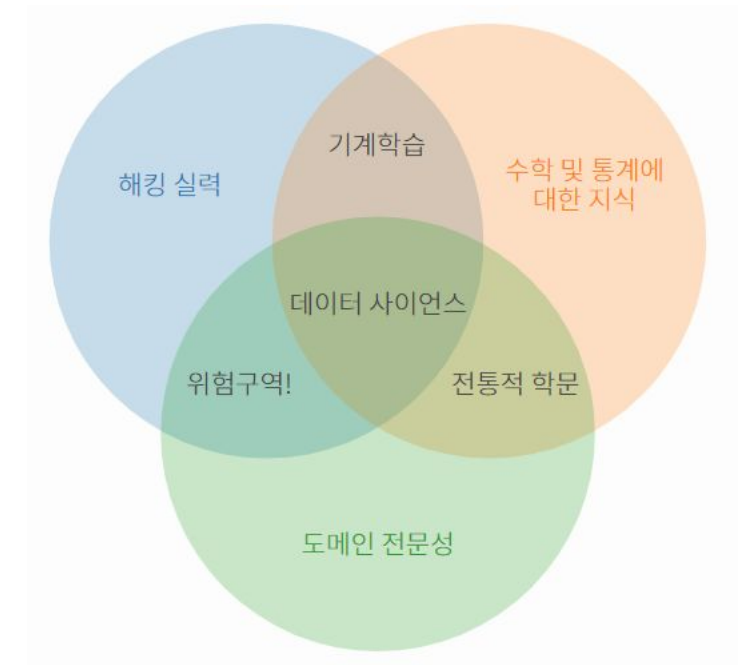 기계학습
해킹 실력
수학 및 통계에
대한 지식
데이터 사이언스
위험구역!
전통적 학문
도메인 전문성